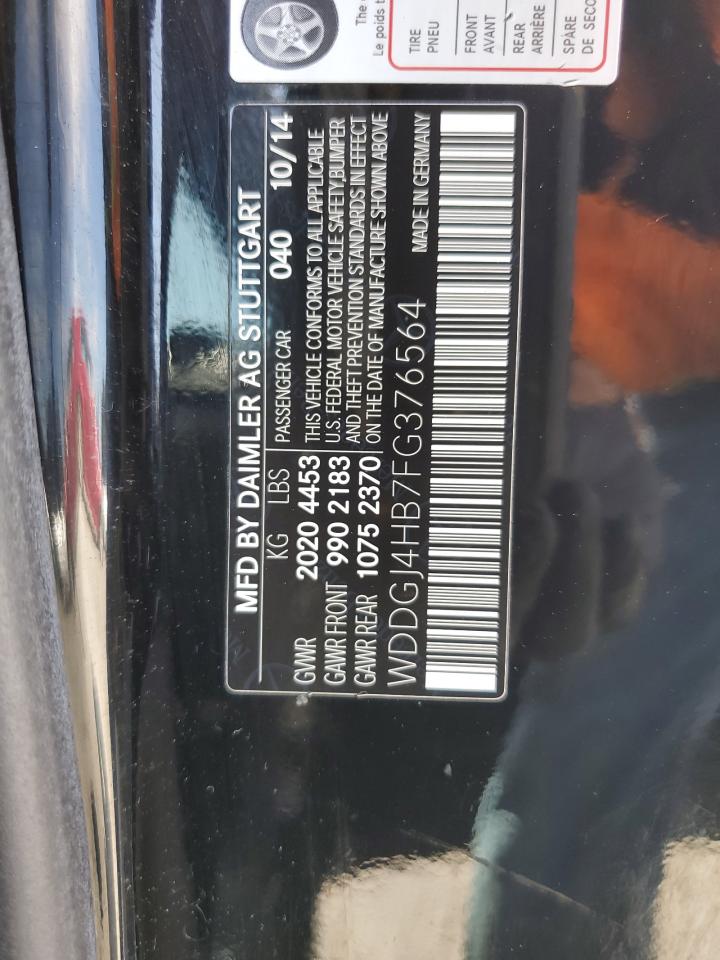 MFD BY DAIMLER AG STUTTGART
KG LBS PASSENGER CAR 040 10/14
GVWR 2020 4453 THIS VEHICLE CONFORMS TO ALL APPLICABLE
GAWR FRONT 990 2183 U.S. FEDERAL MOTOR VEHICLE SAFETY,BUMPER
GAWR REAR 1075 2370 AND THEFT PREVENTION STANDARDS IN EFFECT
ON THE DATE OF MANUFACTURE SHOWN ABOVE
WDDGJ4HB7FG376564 MADE IN GERMANY
The
Le poids
TIRE
PNEU
FRONT
AVANT
REAR
ARRIÈRE
SPARE
DE SECO